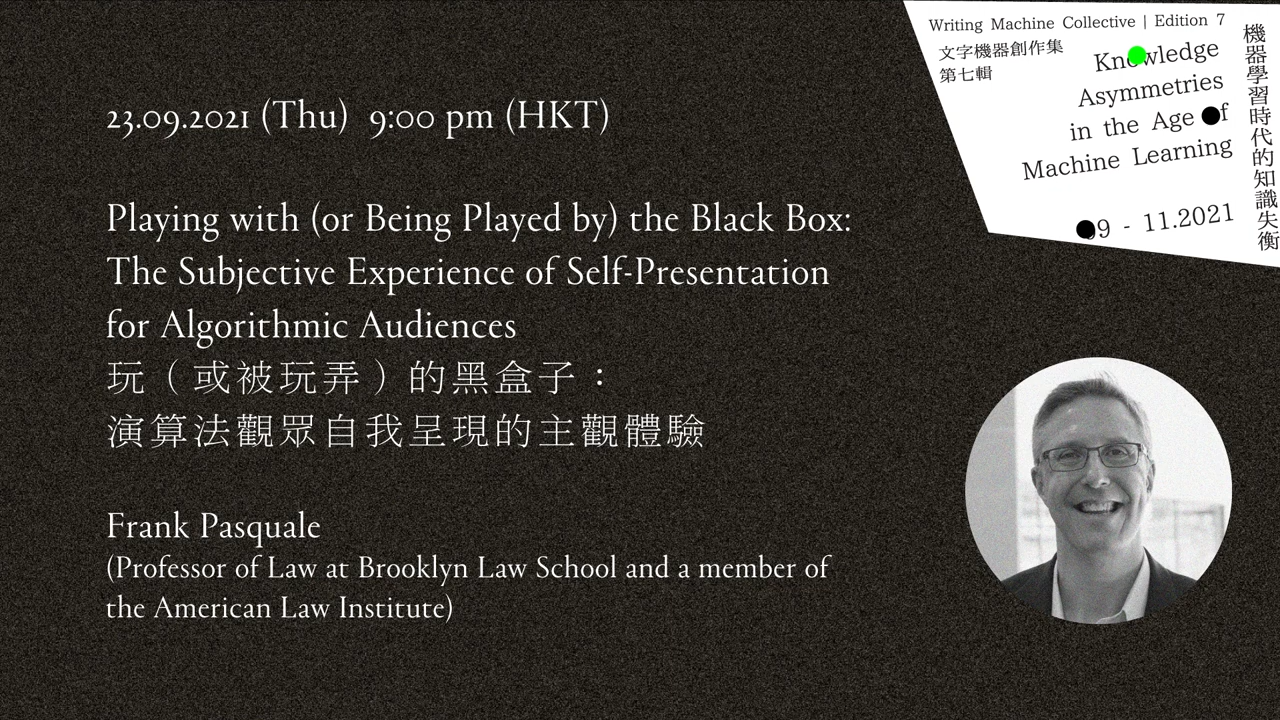 23.09.2021 (Thu) 9:00 pm (HKT)
Playing with (or Being Played by) the Black Box:
The Subjective Experience of Self-Presentation
for Algorithmic Audiences
玩（或被玩弄）的黑盒子：
演算法觀眾自我呈現的主觀體驗
Frank Pasquale
(Professor of Law at Brooklyn Law School and a member of
the American Law Institute)
Writing Machine Collective | Edition 7
文字機器創作集
第七輯
Knowledge
Asymmetries
in the Age of
Machine Learning
09 - 11.2021
機器學習時代的知識失衡